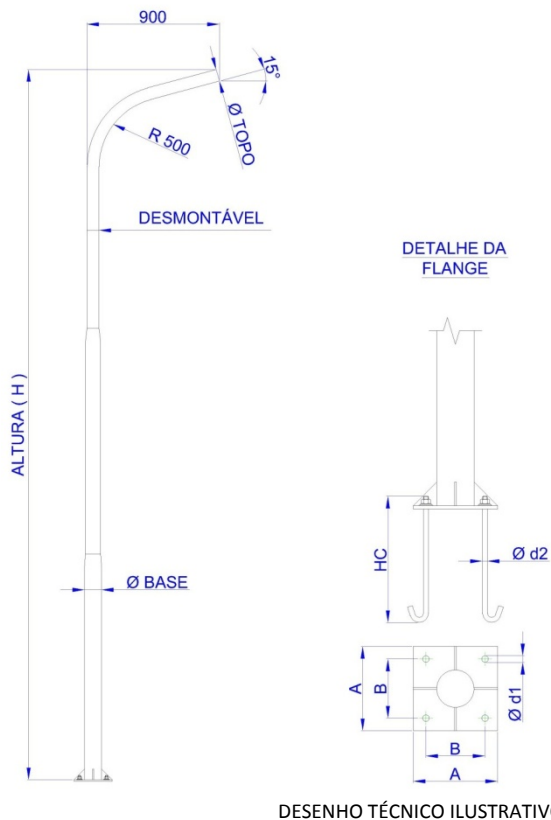 900
15°
Ø TOPO
R 500
DESMONTÁVEL
ALTURA ( H )
Ø BASE
DETALHE DA
FLANGE
HC
Ø d2
A
B
Ø d1
B
A
DESENHO TÉCNICO ILUSTRATIVO